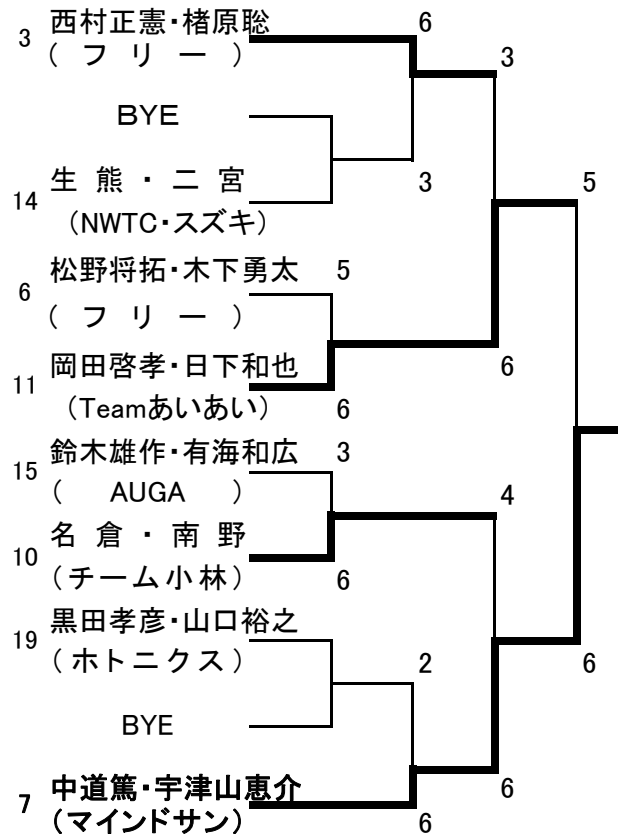 3 西村正憲・楮原聡 6
(フリー) 3
BYE
3
14 生熊・二宮 5
(NWTC・スズキ)
6 松野将拓・木下勇太 5
(フリー)
11 岡田啓孝・日下和也 6
(Teamあいあい) 6
15 鈴木雄作・有海和広 3
(AUGA) 4
10 名倉・南野
(チーム小林) 6
19 黒田孝彦・山口裕之
(ホトニクス) 2 6
BYE
7 中道篤・宇津山恵介 6
(マインドサン) 6